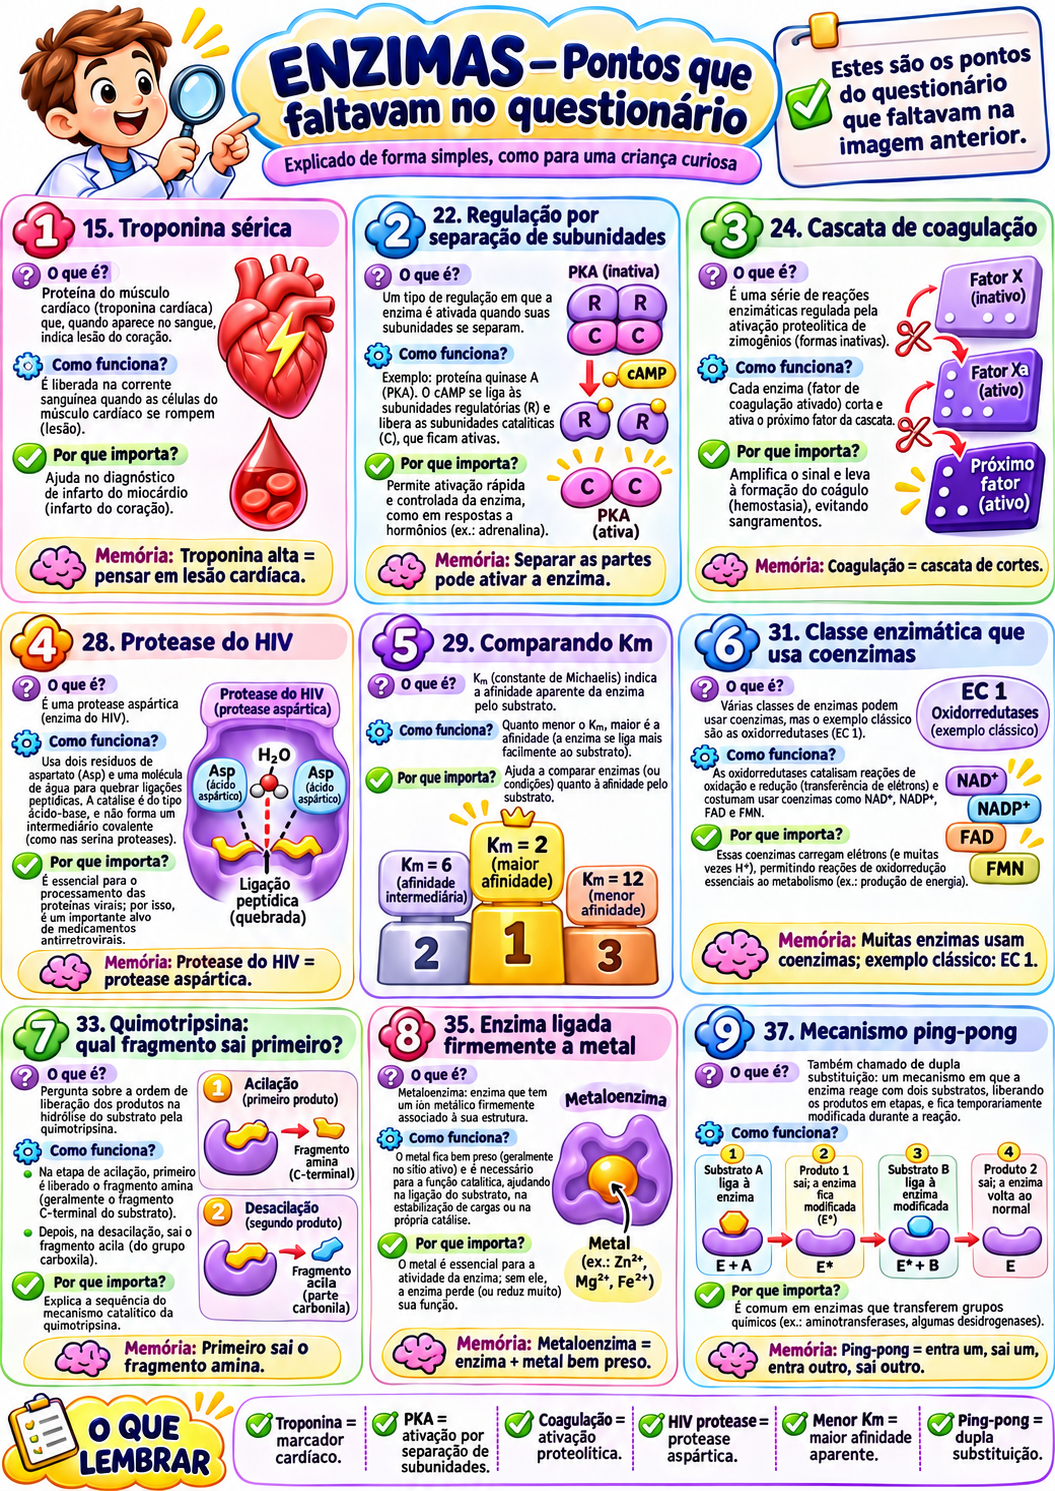 ENZIMAS – Pontos que
faltavam no questionário
Explicado de forma simples, como para uma criança curiosa
Estes são os pontos
do questionário
que faltavam na
imagem anterior.
1 15. Troponina sérica
? O que é?
Proteína do músculo
cardíaco (troponina cardíaca)
que, quando aparece no sangue,
indica lesão do coração.
Como funciona?
É liberada na corrente
sanguínea quando as células do
músculo cardíaco se rompem
(lesão).
Por que importa?
Ajuda no diagnóstico
de infarto do miocárdio
(infarto do coração).
Memória: Troponina alta =
pensar em lesão cardíaca.
2 22. Regulação por
separação de subunidades
? O que é?
Um tipo de regulação em que a
enzima é ativada quando suas
subunidades se separam.
Como funciona?
Exemplo: proteína quinase A
(PKA). O cAMP se liga às
subunidades regulatórias (R) e
libera as subunidades catalíticas
(C), que ficam ativas.
Por que importa?
Permite ativação rápida
e controlada da enzima,
como em respostas a
hormônios (ex.: adrenalina).
PKA (inativa)
R R
C C
cAMP
R R
C C
PKA
(ativa)
Memória: Separar as partes
pode ativar a enzima.
3 24. Cascata de coagulação
? O que é?
É uma série de reações
enzimáticas regulada pela
ativação proteolitica de
zimogênios (formas inativas).
Como funciona?
Cada enzima (fator de
coagulação ativado) corta e
ativa o próximo fator da cascata.
Por que importa?
Amplifica o sinal e leva
à formação do coágulo
(hemostasia), evitando
sangramentos.
Fator X
(inativo)
Fator Xa
(ativo)
Próximo
fator
(ativo)
Memória: Coagulação = cascata de cortes.
4 28. Protease do HIV
? O que é?
É uma protease aspártica
(enzima do HIV).
Como funciona?
Usa dois resíduos de
aspartato (Asp) e uma molécula
de água para quebrar ligações
peptídicas. A catálise é do tipo
ácido-base, e não forma um
intermediário covalente
(como nas serina proteases).
Por que importa?
É essencial para o
processamento das
proteínas virais; por isso,
é um importante alvo
de medicamentos
antirretrovirais.
Protease do HIV
(protease aspártica)
H₂O
Asp
(ácido
aspártico)
Asp
(ácido
aspártico)
Ligação
peptídica
(quebrada)
Memória: Protease do HIV =
protease aspártica.
5 29. Comparando Km
? O que é?
Kₘ (constante de Michaelis) indica
a afinidade aparente da enzima
pelo substrato.
Como funciona?
Quanto menor o Kₘ, maior é a
afinidade (a enzima se liga mais
facilmente ao substrato).
Por que importa?
Ajuda a comparar enzimas (ou
condições) quanto à afinidade pelo
substrato.
Km = 6
(afinidade
intermediária)
2
Km = 2
(maior
afinidade)
1
Km = 12
(menor
afinidade)
3
6 31. Classe enzimática que
usa coenzimas
? O que é?
Várias classes de enzimas podem
usar coenzimas, mas o exemplo clássico
são as oxidorredutases (EC 1).
Como funciona?
As oxidorredutases catalisam reações de
oxidação e redução (transferência de elétrons) e
costumam usar coenzimas como NAD⁺, NADP⁺,
FAD e FMN.
Por que importa?
Essas coenzimas carregam elétrons (e muitas
vezes H⁺), permitindo reações de oxidorredução
essenciais ao metabolismo (ex.: produção de energia).
EC 1
Oxidorredutases
(exemplo clássico)
NAD⁺
NADP⁺
FAD
FMN
Memória: Muitas enzimas usam
coenzimas; exemplo clássico: EC 1.
7 33. Quimotripsina:
qual fragmento sai primeiro?
? O que é?
Pergunta sobre a ordem de
liberação dos produtos na
hidrólise do substrato pela
quimotripsina.
Como funciona?
Na etapa de acilação, primeiro
é liberado o fragmento amina
(geralmente o fragmento
C-terminal do substrato).
Depois, na desacilação, sai o
fragmento acila (do grupo
carboxila).
Por que importa?
Explica a sequência do
mecanismo catalítico da
quimotripsina.
1 Acilação
(primeiro produto)
Fragmento
amina
(C-terminal)
2 Desacilação
(segundo produto)
Fragmento
acila
(parte
carbonila)
Memória: Primeiro sai o
fragmento amina.
8 35. Enzima ligada
firmemente a metal
? O que é?
Metaloenzima: enzima que tem
um íon metálico firmemente
associado à sua estrutura.
Como funciona?
O metal fica bem preso (geralmente
no sítio ativo) e é necessário
para a função catalítica, ajudando
na ligação do substrato, na
estabilização de cargas ou na
própria catálise.
Por que importa?
O metal é essencial para a
atividade da enzima; sem ele,
a enzima perde (ou reduz muito)
sua função.
Metaloenzima
Metal
(ex.: Zn²⁺,
Mg²⁺, Fe²⁺)
Memória: Metaloenzima =
enzima + metal bem preso.
9 37. Mecanismo ping-pong
? O que é?
Também chamado de dupla
substituição: um mecanismo em que a
enzima reage com dois substratos, liberando
os produtos em etapas, e fica temporariamente
modificada durante a reação.
Como funciona?
1
Substrato A
liga à
enzima
E + A
2
Produto 1
sai; a enzima
fica
modificada
(E*)
E*
3
Substrato B
liga à
enzima
modificada
E* + B
4
Produto 2
sai; a enzima
volta ao
normal
E
Por que importa?
É comum em enzimas que transferem grupos
químicos (ex.: aminotransferases, algumas desidrogenases).
Memória: Ping-pong = entra um, sai um,
entra outro, sai outro.
O QUE
LEMBRAR
Troponina =
marcador
cardíaco.
PKA =
ativação por
separação de
subunidades.
Coagulação =
ativação
proteolítica.
HIV protease =
protease
aspártica.
Menor Km =
maior afinidade
aparente.
Ping-pong =
dupla
substituição.